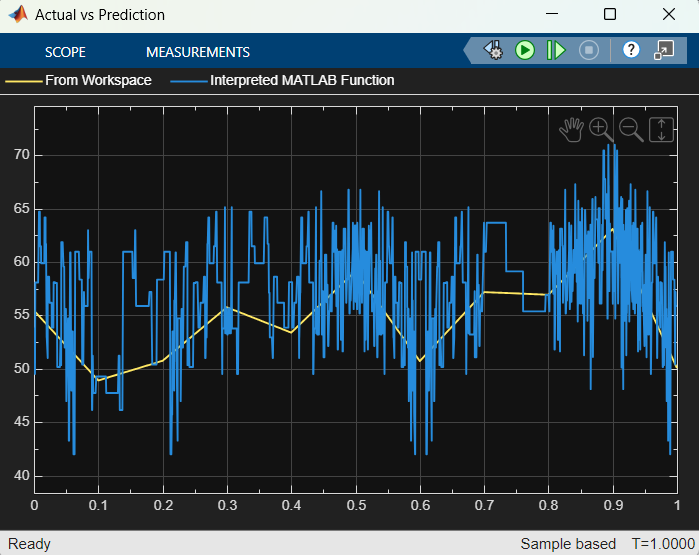 Actual vs Prediction
SCOPE MEASUREMENTS
?
From Workspace Interpreted MATLAB Function
70
65
60
55
50
45
40
0 0.1 0.2 0.3 0.4 0.5 0.6 0.7 0.8 0.9 1
Ready Sample based T=1.0000